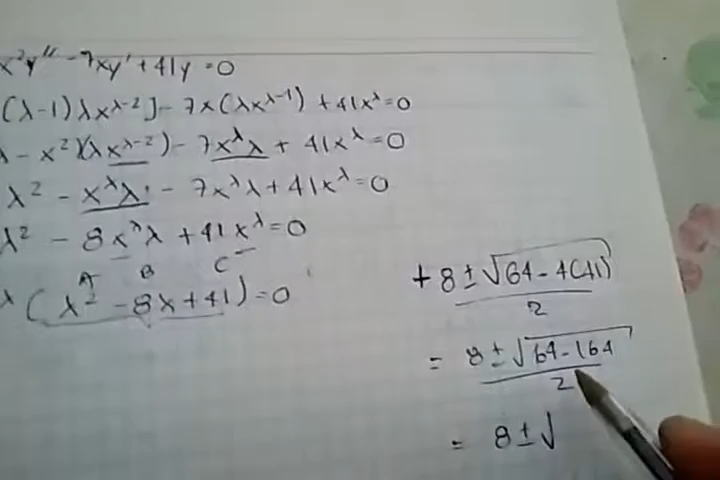 x²y'' - 7xy' + 41y = 0
(λ-1)λx^(λ-2)] - 7x(λx^(λ-1)) + 41x^λ = 0
λ - x²)(λx^(λ-2)) - 7x^λλ + 41x^λ = 0
λ² - x^λλ - 7x^λλ + 41x^λ = 0
λ² - 8x^λλ + 41x^λ = 0
A B C
λ (λ² - 8λ + 41) = 0
+ 8 ± √64 - 4(41)
2
= 8 ± √64 - 164
2
= 8 ± √